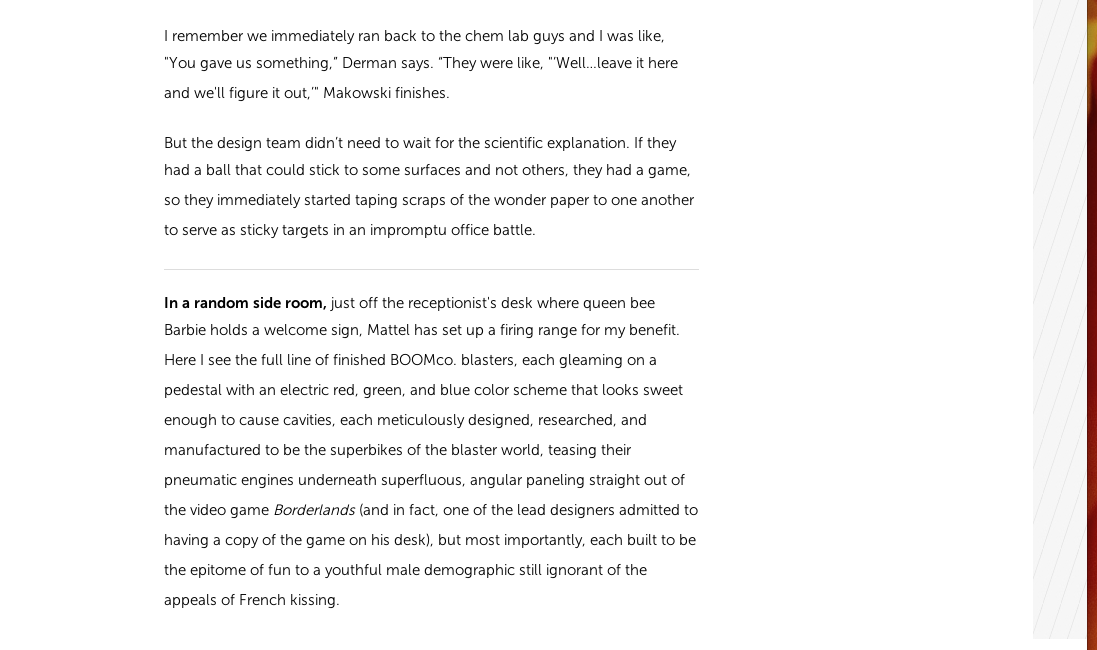 I remember we immediately ran back to the chem lab guys and I was like,
"You gave us something,” Derman says. “They were like, "’Well…leave it here
and we'll figure it out,’" Makowski finishes.
But the design team didn’t need to wait for the scientific explanation. If they
had a ball that could stick to some surfaces and not others, they had a game,
so they immediately started taping scraps of the wonder paper to one another
to serve as sticky targets in an impromptu office battle.
In a random side room, just off the receptionist's desk where queen bee
Barbie holds a welcome sign, Mattel has set up a firing range for my benefit.
Here I see the full line of finished BOOMco. blasters, each gleaming on a
pedestal with an electric red, green, and blue color scheme that looks sweet
enough to cause cavities, each meticulously designed, researched, and
manufactured to be the superbikes of the blaster world, teasing their
pneumatic engines underneath superfluous, angular paneling straight out of
the video game Borderlands (and in fact, one of the lead designers admitted to
having a copy of the game on his desk), but most importantly, each built to be
the epitome of fun to a youthful male demographic still ignorant of the
appeals of French kissing.